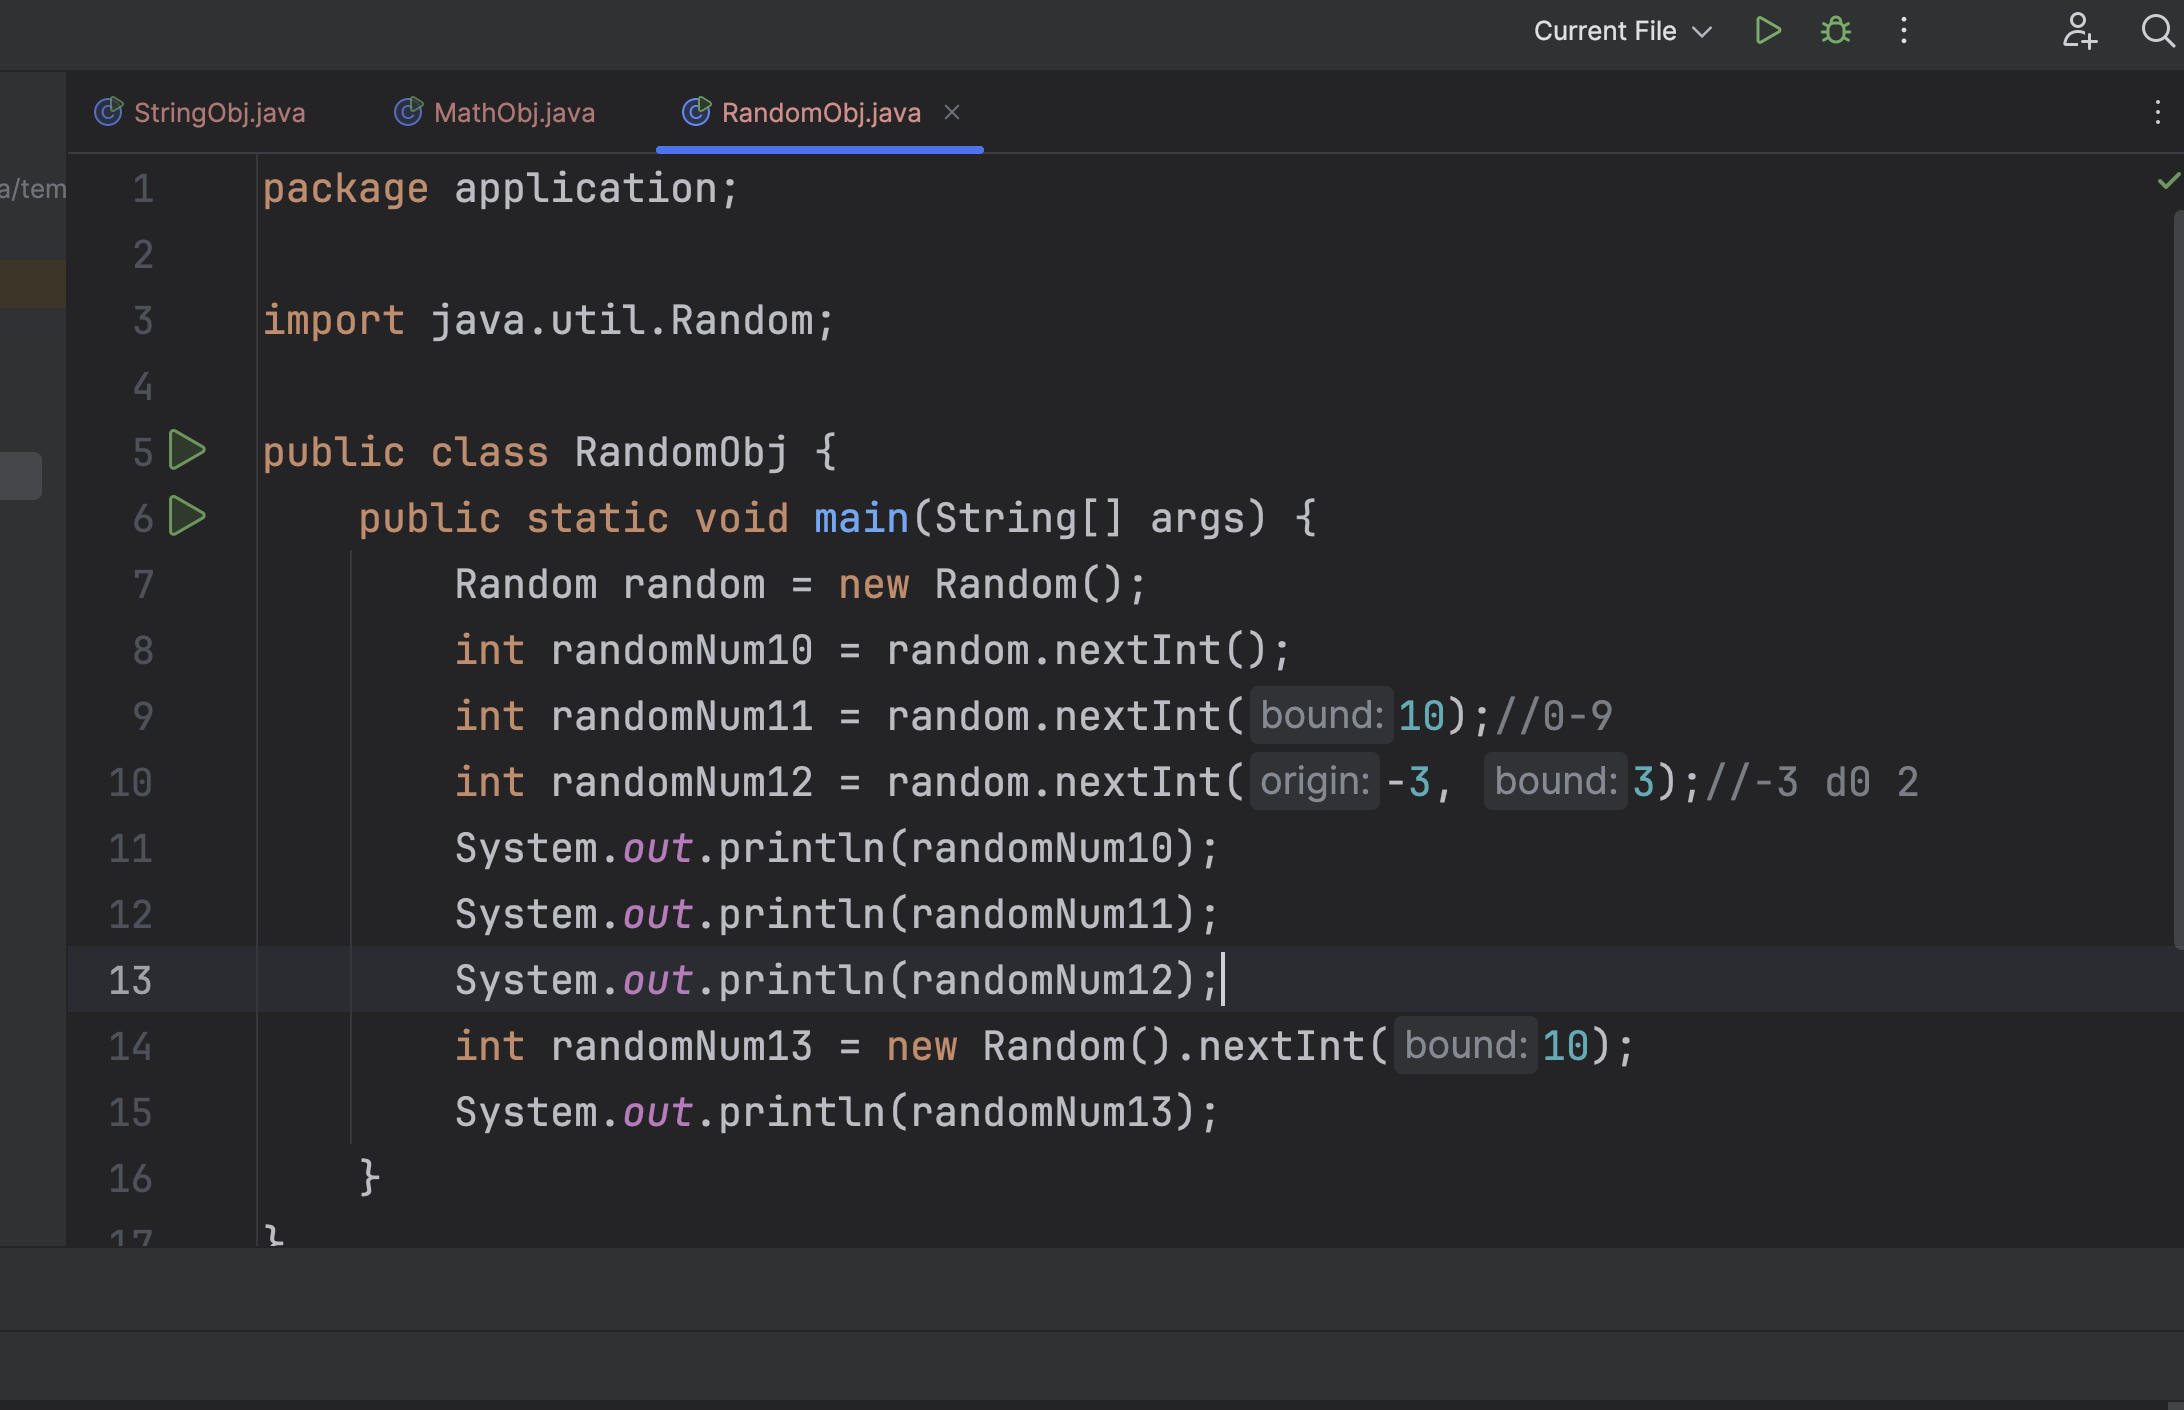 Current File
StringObj.java MathObj.java RandomObj.java
a/tem
1 package application;
2
3 import java.util.Random;
4
5 public class RandomObj {
6 public static void main(String[] args) {
7 Random random = new Random();
8 int randomNum10 = random.nextInt();
9 int randomNum11 = random.nextInt( bound: 10);//0-9
10 int randomNum12 = random.nextInt( origin: -3, bound: 3);//-3 d0 2
11 System.out.println(randomNum10);
12 System.out.println(randomNum11);
13 System.out.println(randomNum12);
14 int randomNum13 = new Random().nextInt( bound: 10);
15 System.out.println(randomNum13);
16 }
17 }